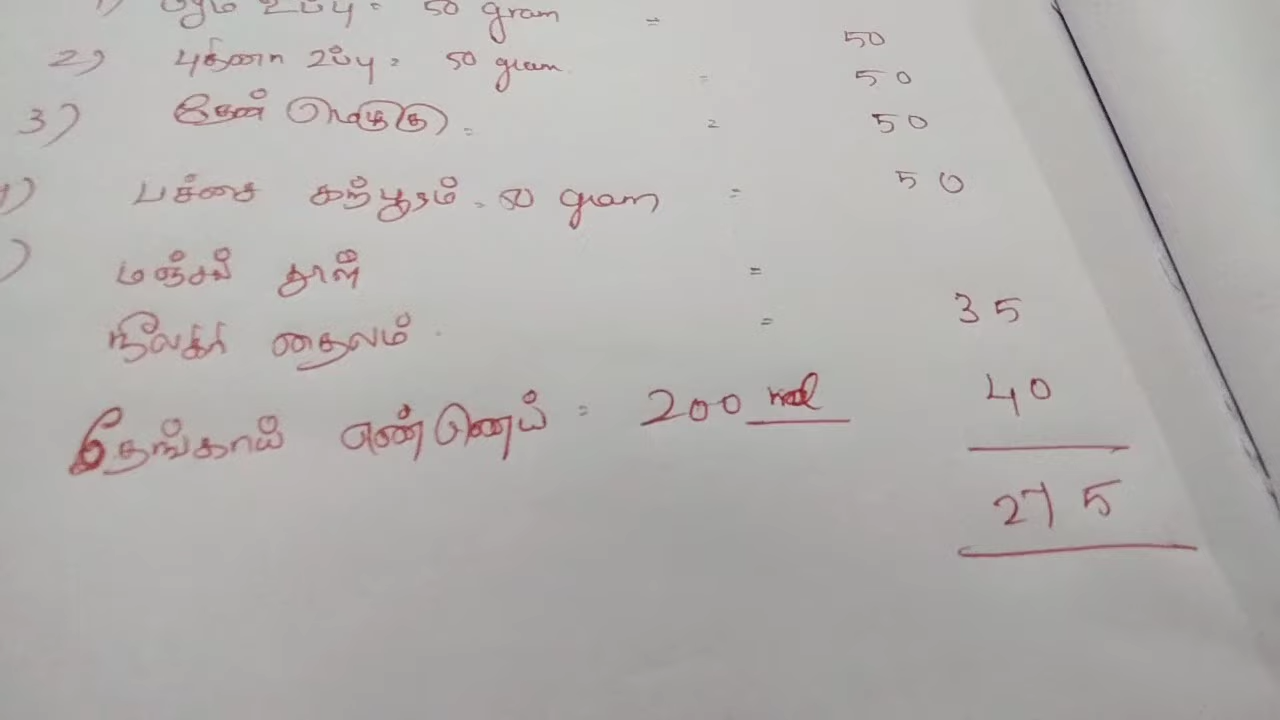 உப்பு = 50 gram = 50
2) புதினா உப்பு = 50 gram = 50
3) தேன் மெழுகு = = 50
பச்சை கற்பூரம் = 50 gram = 50
மஞ்சள் தூள் =
நீலகிரி தைலம் = 35
தேங்காய் எண்ணெய் = 200 40
275